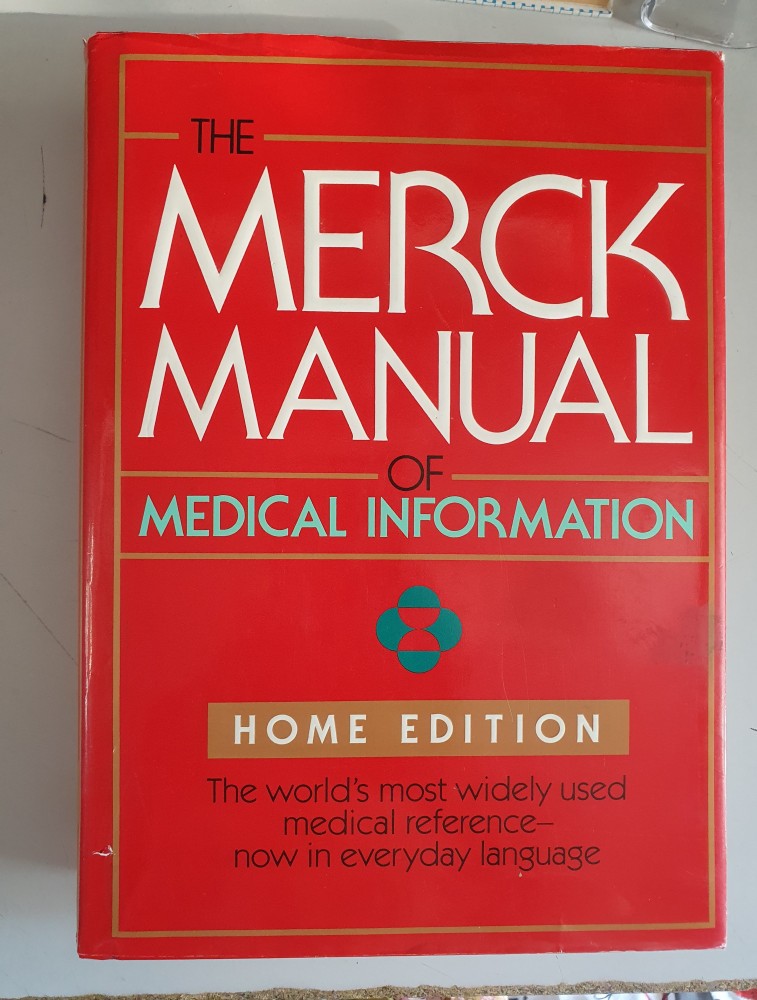 THE
MERCK
MANUAL
OF
MEDICAL INFORMATION
HOME EDITION
The world's most widely used
medical reference–
now in everyday language